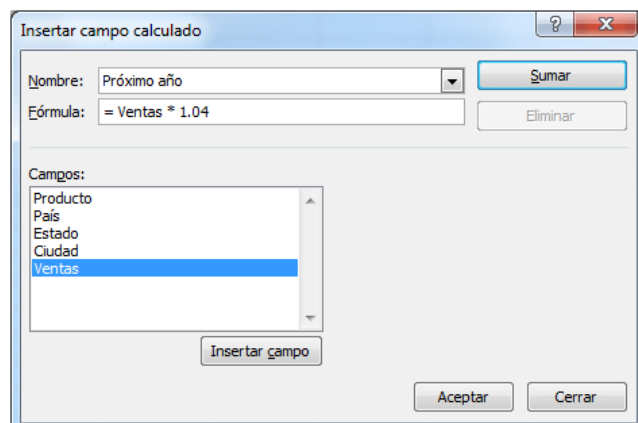 Insertar campo calculado
Nombre: Próximo año Sumar
Fórmula: = Ventas * 1.04 Eliminar
Campos:
Producto
País
Estado
Ciudad
Ventas
Insertar campo
Aceptar Cerrar